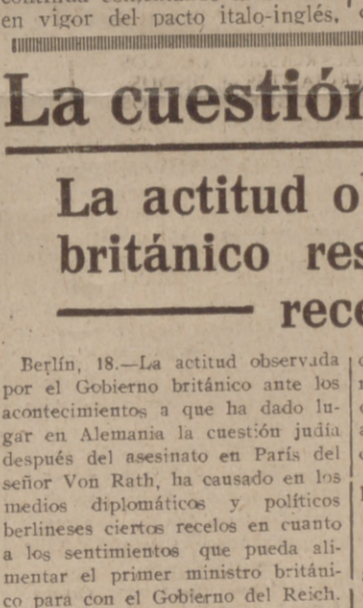 en vigor del pacto italo-inglés,
La cuestión
La actitud o
británico res
rece
Berlín, 18.—La actitud observada
por el Gobierno británico ante los
acontecimientos a que ha dado lu-
gar en Alemania la cuestión judía
después del asesinato en París del
señor Von Rath, ha causado en los
medios diplomáticos y políticos
berlineses ciertos recelos en cuanto
a los sentimientos que pueda ali-
mentar el primer ministro británi-
co para con el Gobierno del Reich.